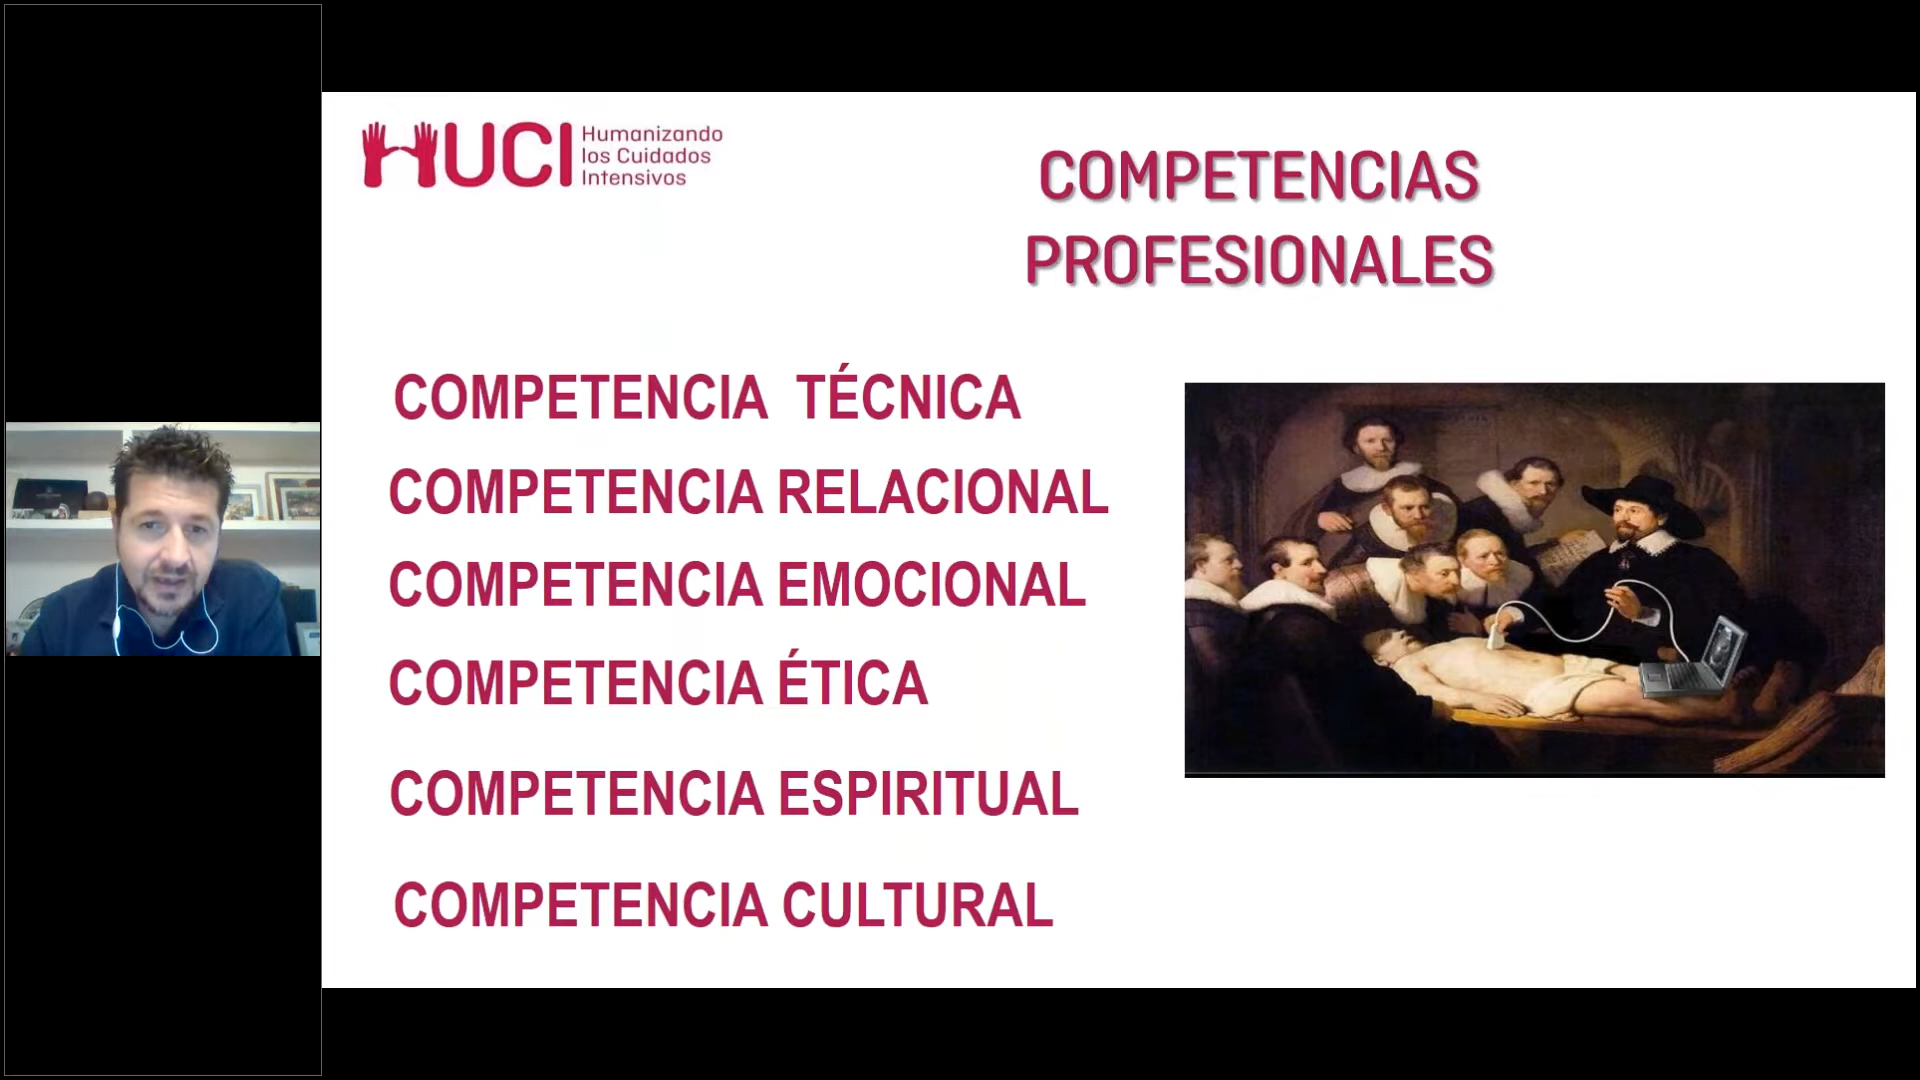 HUCI
Humanizando
los Cuidados
Intensivos
COMPETENCIAS
PROFESIONALES
COMPETENCIA TÉCNICA
COMPETENCIA RELACIONAL
COMPETENCIA EMOCIONAL
COMPETENCIA ÉTICA
COMPETENCIA ESPIRITUAL
COMPETENCIA CULTURAL